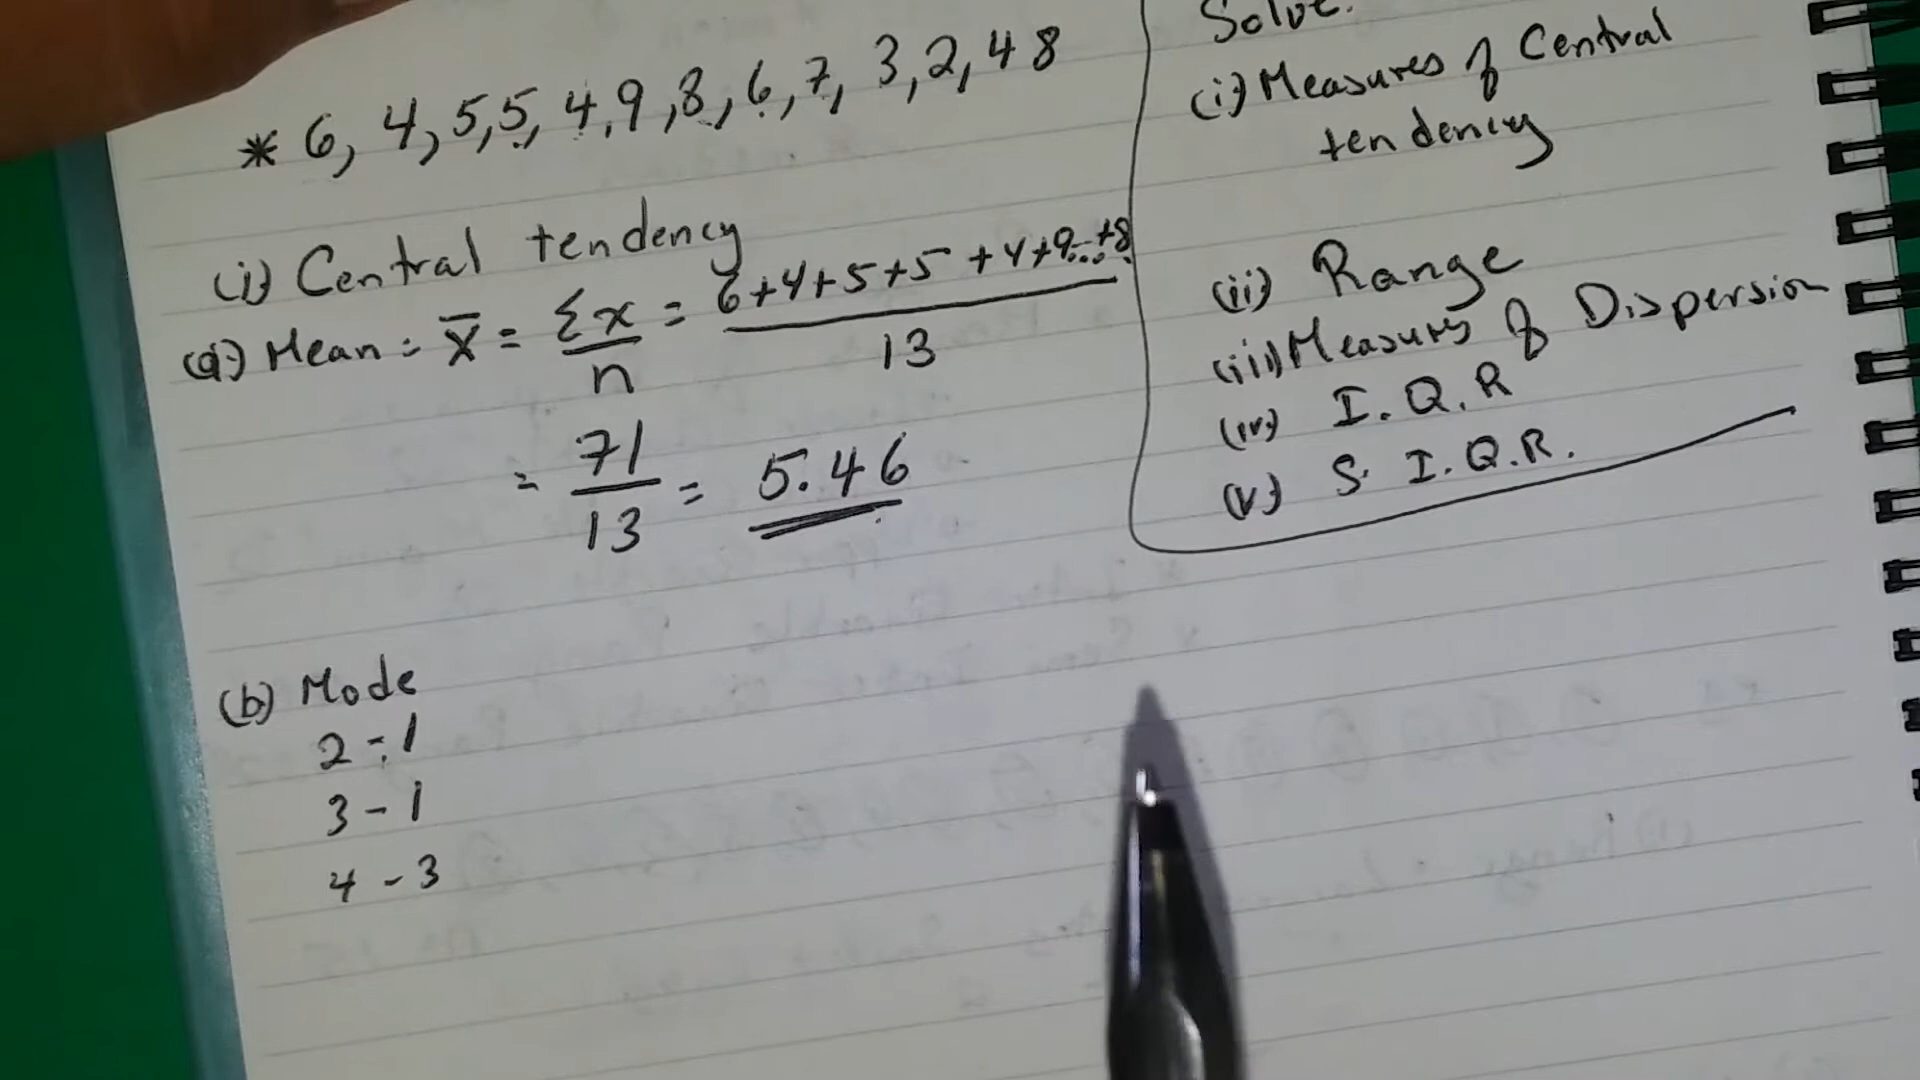 * 6, 4, 5, 5, 4, 9, 8, 6, 7, 3, 2, 4 8
(i) Central tendency
(a) Mean = x̄ = Σx / n = 6+4+5+5+4+9...+8 / 13
= 71 / 13 = 5.46
(b) Mode
2 - 1
3 - 1
4 - 3
Solve.
(i) Measures of Central
tendency
(ii) Range
(iii) Measures of Dispersion
(iv) I.Q.R
(v) S. I.Q.R.